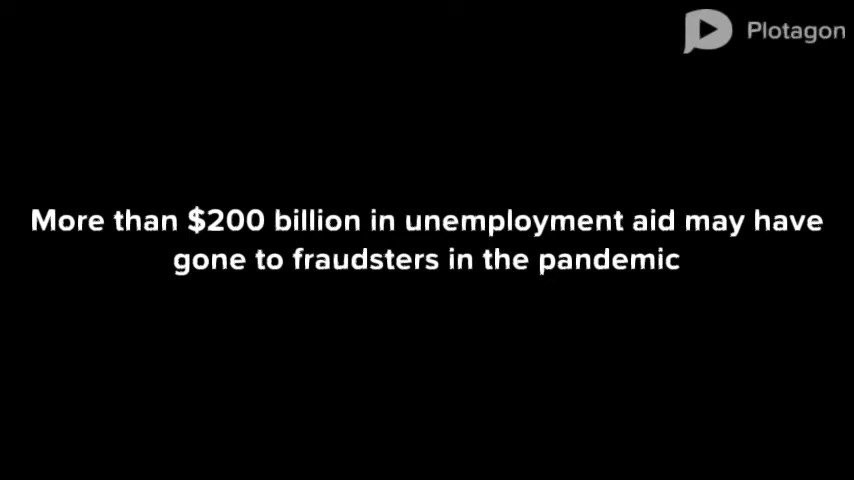 Plotagon
More than $200 billion in unemployment aid may have
gone to fraudsters in the pandemic